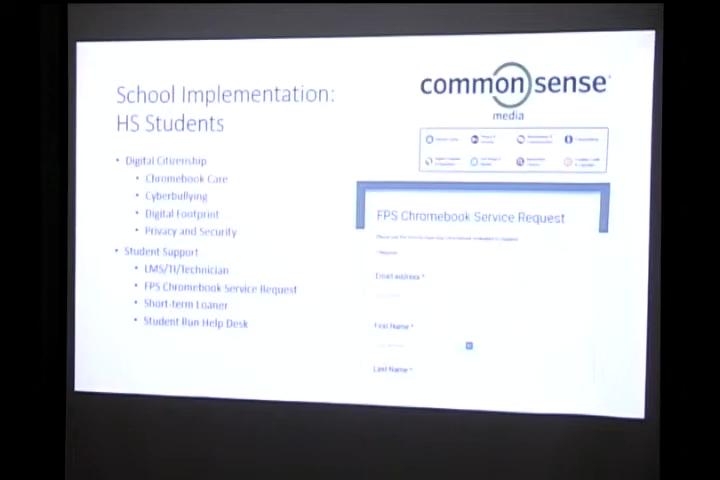 School Implementation:
HS Students
• Digital Citizenship
• Chromebook Care
• Cyberbullying
• Digital Footprint
• Privacy and Security
• Student Support
• LMS/TI/Technician
• FPS Chromebook Service Request
• Short-term Loaner
• Student Run Help Desk
common sense
media
FPS Chromebook Service Request
* Required
Email address *
First Name *
Last Name *